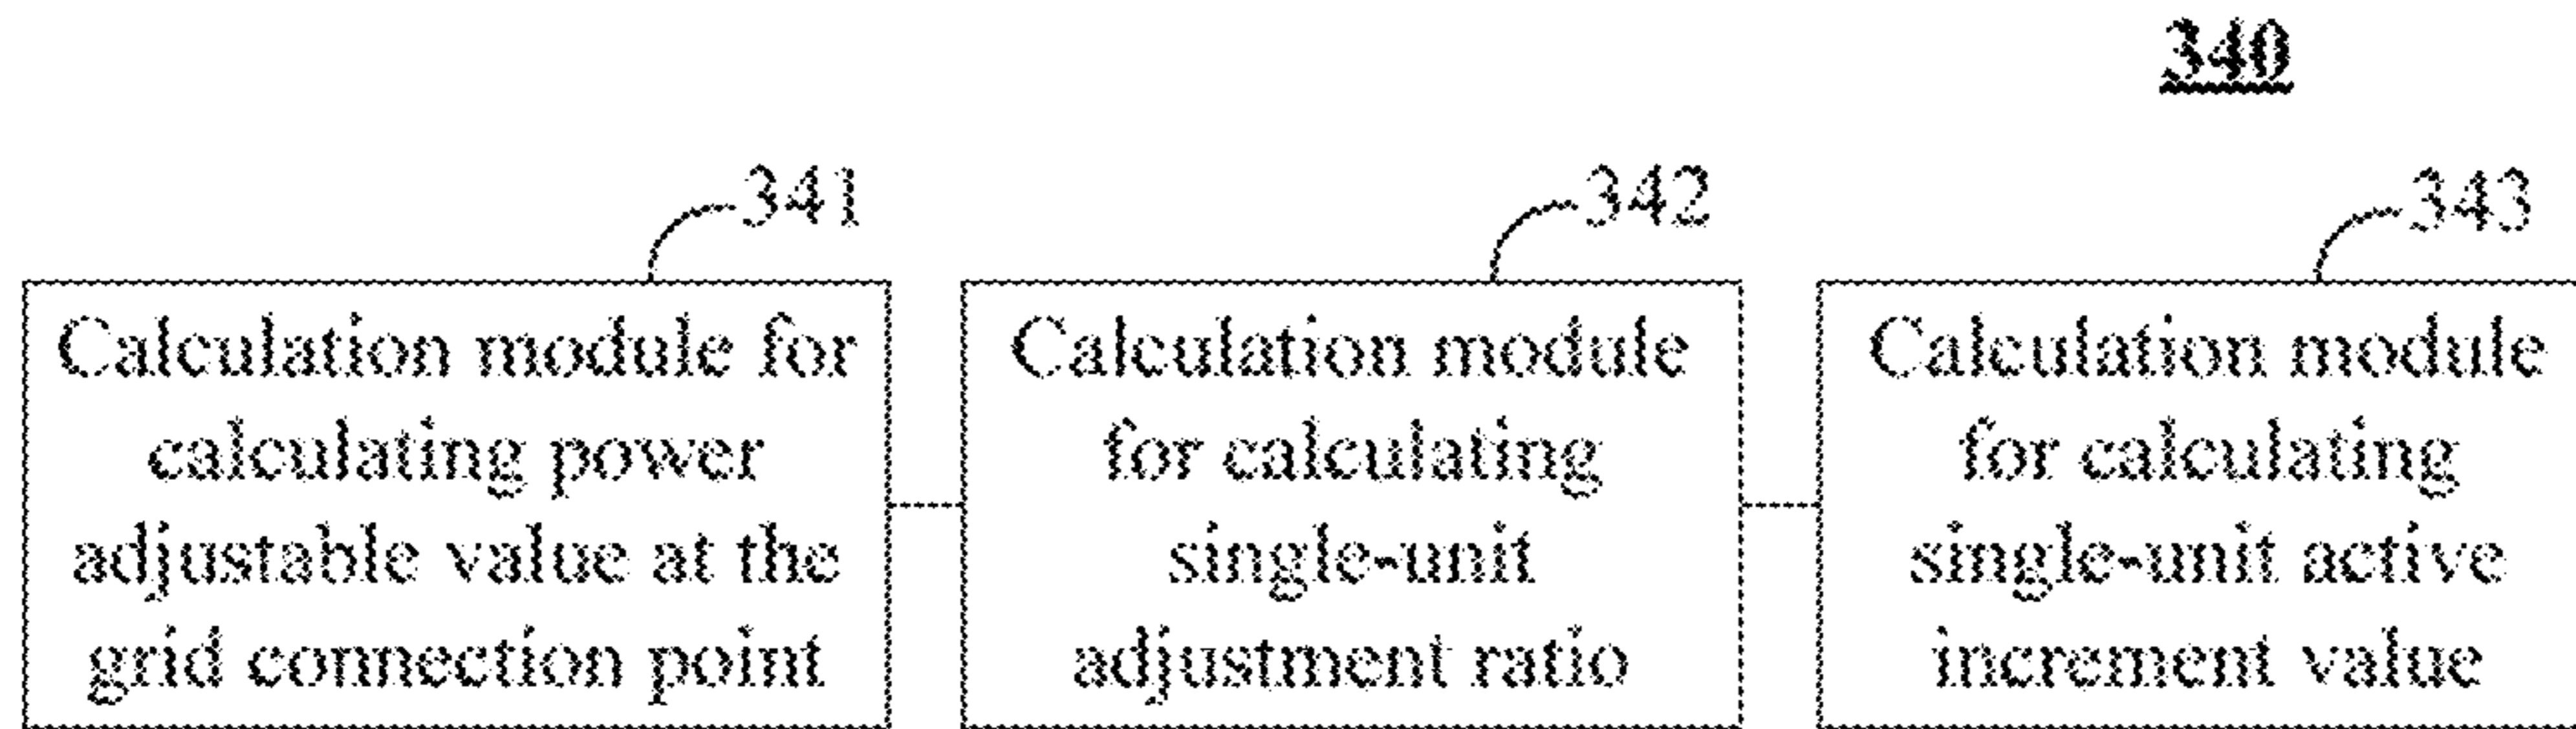 340
341
342
343
Calculation module for
calculating power
adjustable value at the
grid connection point
Calculation module
for calculating
single-unit
adjustment ratio
Calculation module
for calculating
single-unit active
increment value